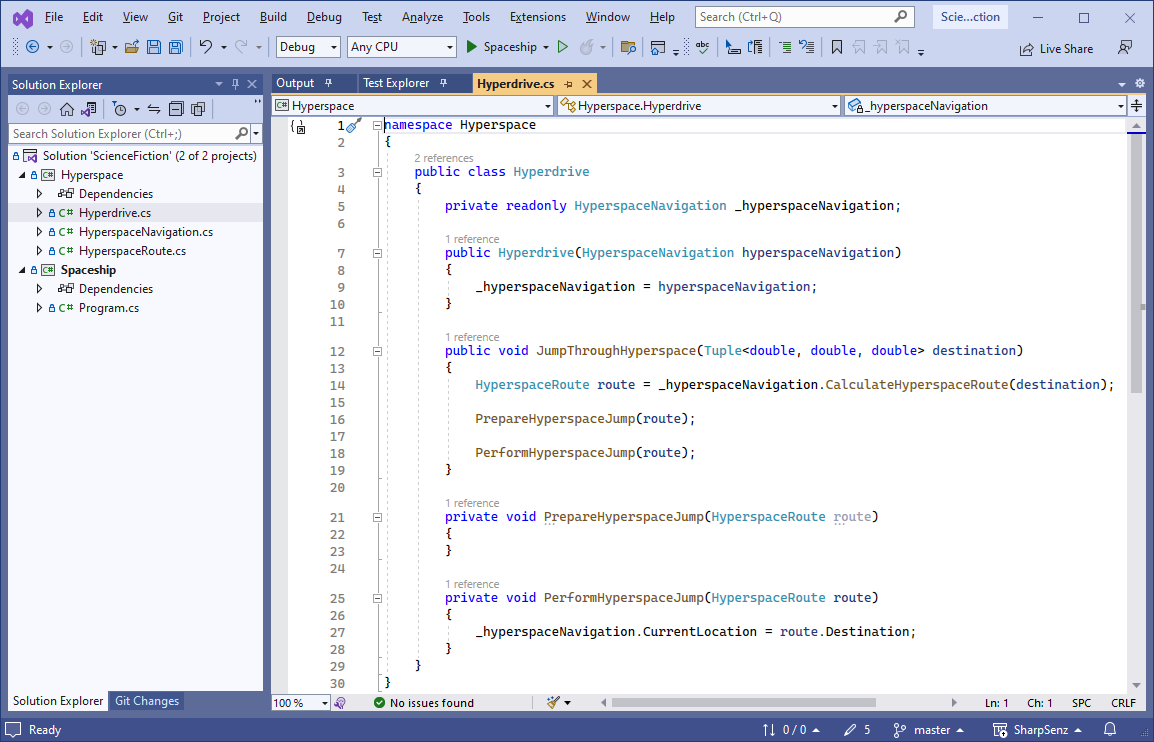 File Edit View Git Project Build Debug Test Analyze Tools Extensions Window Help Search (Ctrl+Q) Scie...ction
Debug Any CPU Spaceship Live Share
Solution Explorer
Search Solution Explorer (Ctrl+;)
Solution 'ScienceFiction' (2 of 2 projects)
C# Hyperspace
Dependencies
C# Hyperdrive.cs
C# HyperspaceNavigation.cs
C# HyperspaceRoute.cs
C# Spaceship
Dependencies
C# Program.cs
Solution Explorer Git Changes
Output Test Explorer Hyperdrive.cs
C# Hyperspace Hyperspace.Hyperdrive _hyperspaceNavigation
1 namespace Hyperspace
2 {
2 references
3 public class Hyperdrive
4 {
5 private readonly HyperspaceNavigation _hyperspaceNavigation;
6
1 reference
7 public Hyperdrive(HyperspaceNavigation hyperspaceNavigation)
8 {
9 _hyperspaceNavigation = hyperspaceNavigation;
10 }
11
1 reference
12 public void JumpThroughHyperspace(Tuple<double, double, double> destination)
13 {
14 HyperspaceRoute route = _hyperspaceNavigation.CalculateHyperspaceRoute(destination);
15
16 PrepareHyperspaceJump(route);
17
18 PerformHyperspaceJump(route);
19 }
20
1 reference
21 private void PrepareHyperspaceJump(HyperspaceRoute route)
22 {
23 }
24
1 reference
25 private void PerformHyperspaceJump(HyperspaceRoute route)
26 {
27 _hyperspaceNavigation.CurrentLocation = route.Destination;
28 }
29 }
30 }
100 % No issues found Ln: 1 Ch: 1 SPC CRLF
Ready 0 / 0 5 master SharpSenz